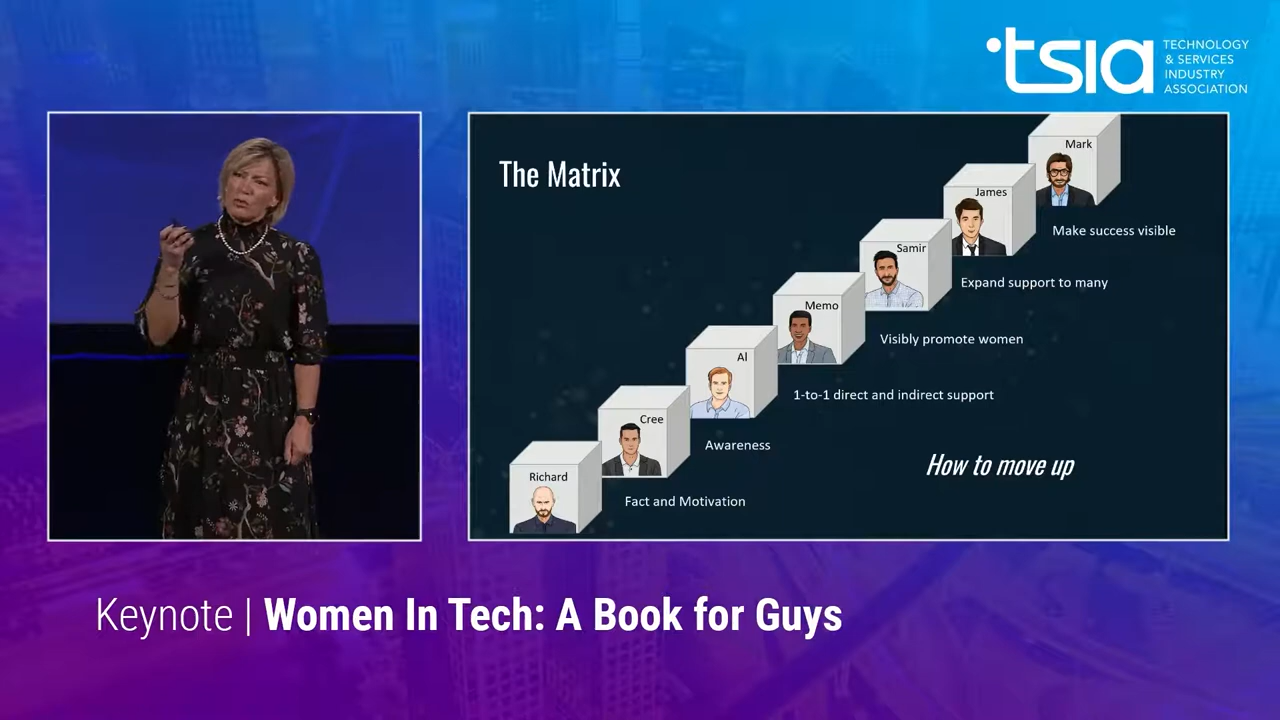 tsia
TECHNOLOGY
& SERVICES
INDUSTRY
ASSOCIATION
The Matrix
Mark
Make success visible
James
Expand support to many
Samir
Visibly promote women
Memo
1-to-1 direct and indirect support
Al
Awareness
Cree
Fact and Motivation
Richard
How to move up
Keynote | Women In Tech: A Book for Guys